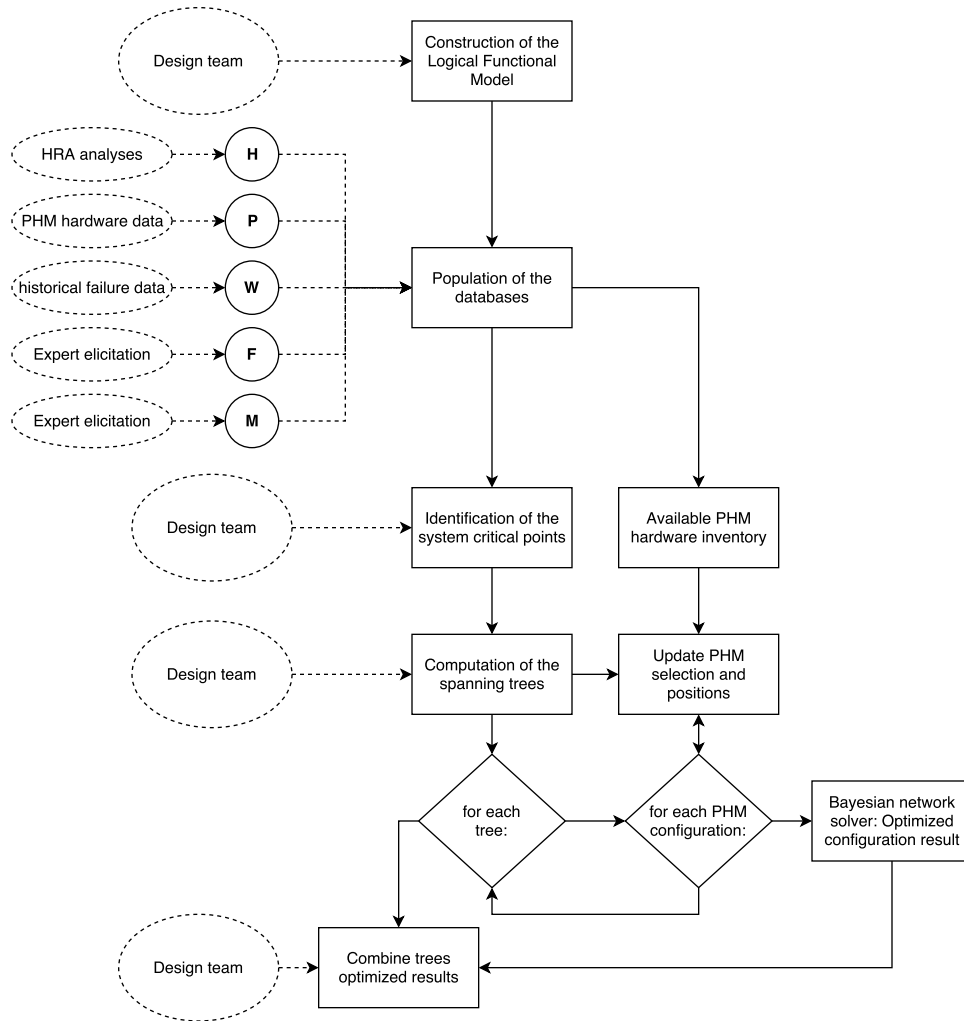 Design team
Construction of the
Logical Functional
Model
HRA analyses
H
PHM hardware data
P
historical failure data
W
Expert elicitation
F
Expert elicitation
M
Population of the
databases
Design team
Identification of the
system critical points
Available PHM
hardware inventory
Design team
Computation of the
spanning trees
Update PHM
selection and
positions
for each
tree:
for each PHM
configuration:
Bayesian network
solver: Optimized
configuration result
Design team
Combine trees
optimized results